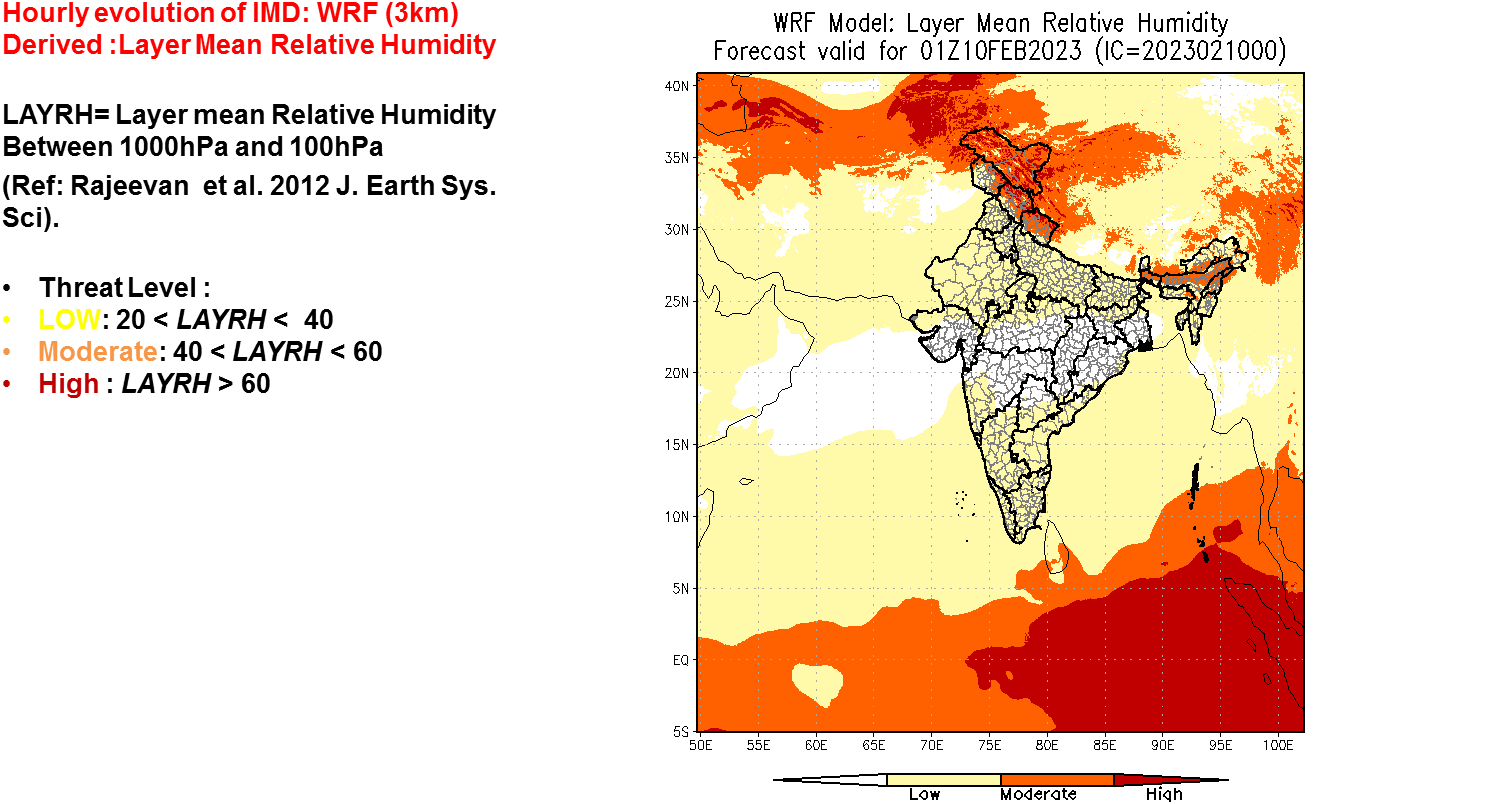 Hourly evolution of IMD: WRF (3km)
Derived :Layer Mean Relative Humidity
LAYRH= Layer mean Relative Humidity
Between 1000hPa and 100hPa
(Ref: Rajeevan et al. 2012 J. Earth Sys.
Sci).
• Threat Level :
• LOW: 20 < LAYRH < 40
• Moderate: 40 < LAYRH < 60
• High : LAYRH > 60
WRF Model: Layer Mean Relative Humidity
Forecast valid for 01Z10FEB2023 (IC=2023021000)
40N
35N
30N
25N
20N
15N
10N
5N
EQ
5S
50E 55E 60E 65E 70E 75E 80E 85E 90E 95E 100E
Low Moderate High